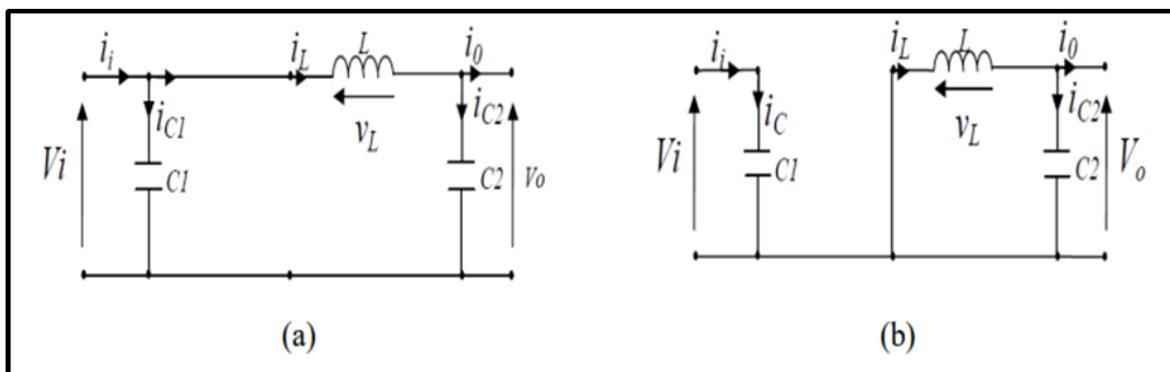 i_i i_L L i_0
i_C1 v_L i_C2
Vi C1 C2 Vo
(a)
i_i i_L L i_0
i_C v_L i_C2
Vi C1 C2 V_o
(b)